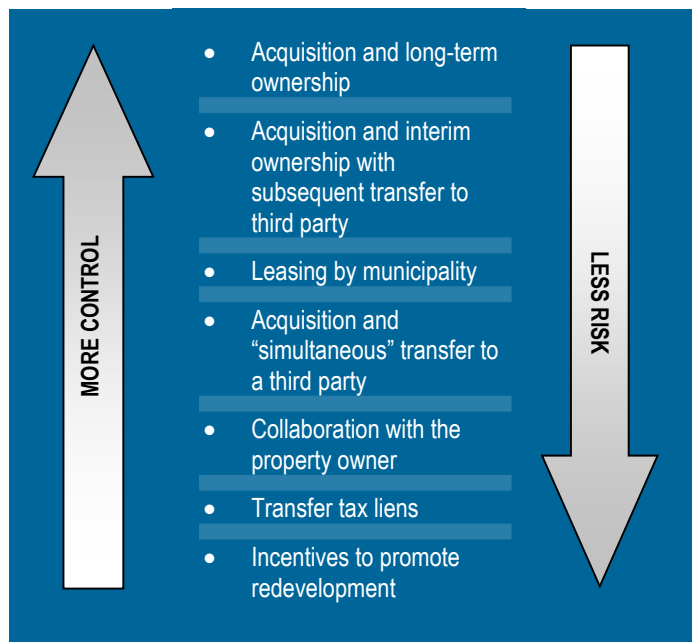 MORE CONTROL
• Acquisition and long-term
ownership
• Acquisition and interim
ownership with
subsequent transfer to
third party
• Leasing by municipality
• Acquisition and
“simultaneous” transfer to
a third party
• Collaboration with the
property owner
• Transfer tax liens
• Incentives to promote
redevelopment
LESS RISK